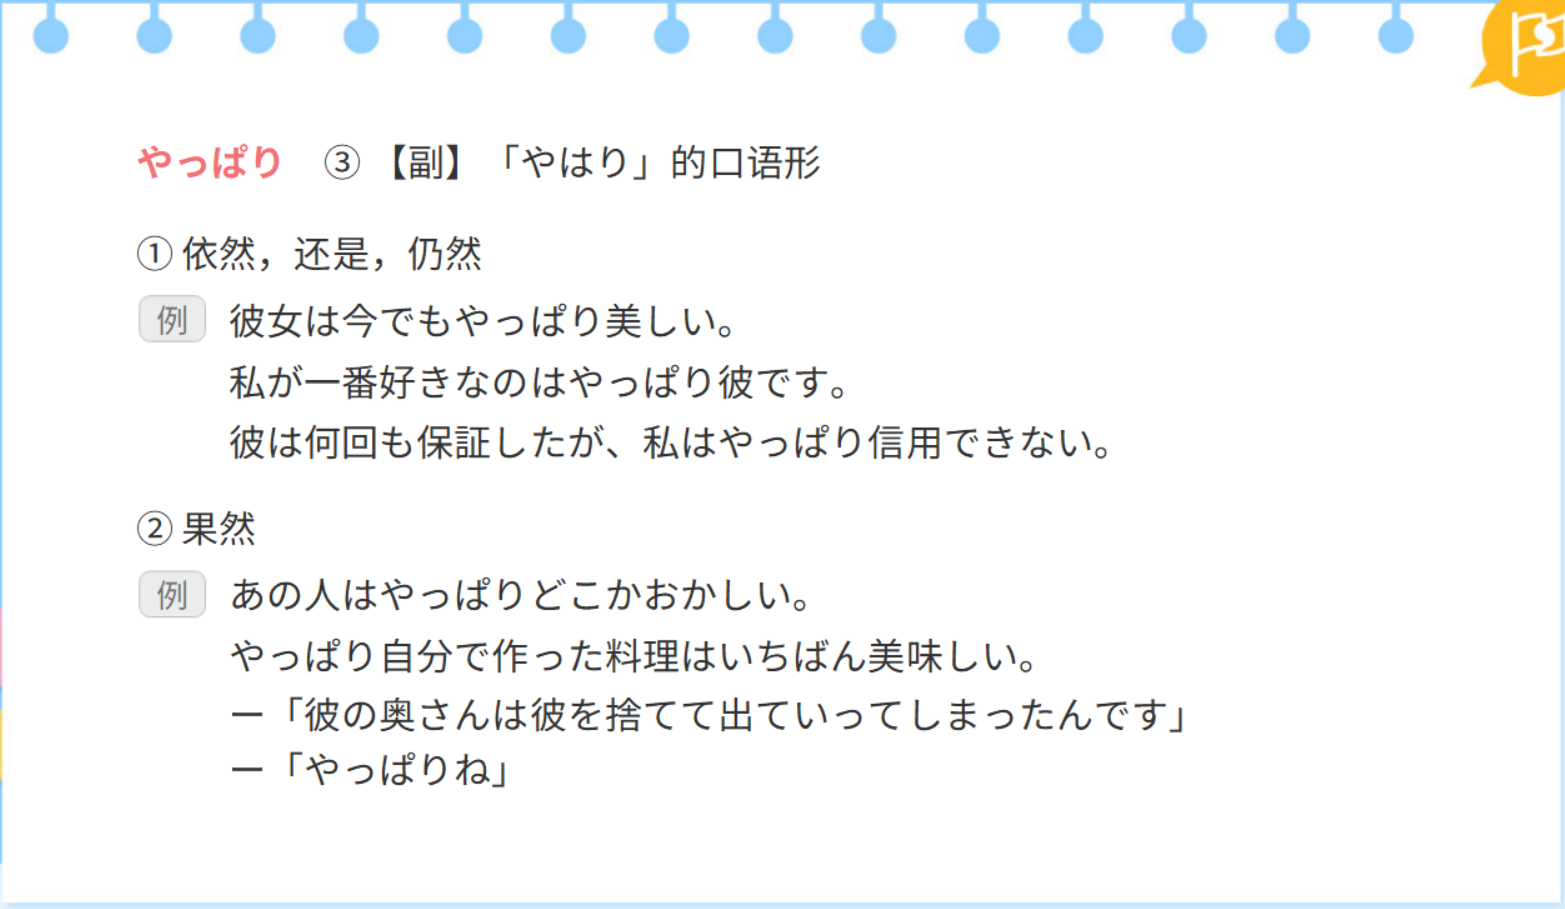 やっぱり ③ 【副】「やはり」的口语形
① 依然，还是，仍然
例 彼女は今でもやっぱり美しい。
私が一番好きなのはやっぱり彼です。
彼は何回も保証したが、私はやっぱり信用できない。
② 果然
例 あの人はやっぱりどこかおかしい。
やっぱり自分で作った料理はいちばん美味しい。
ー「彼の奥さんは彼を捨てて出ていってしまったんです」
ー「やっぱりね」